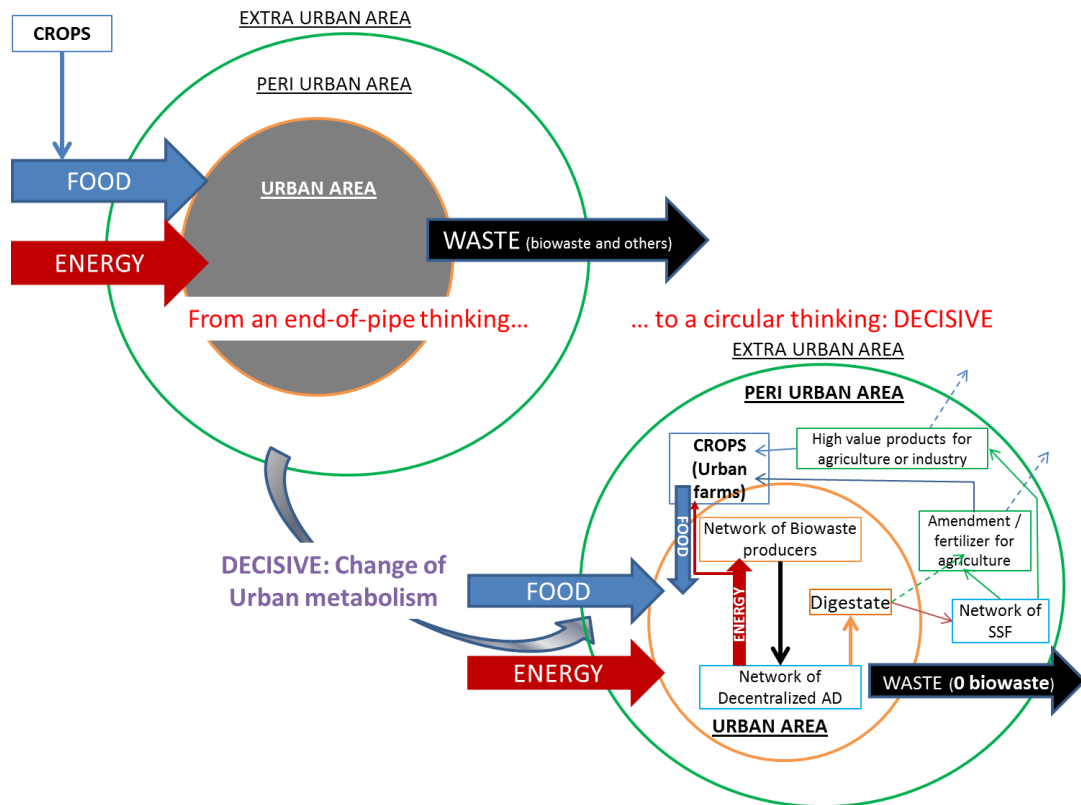 EXTRA URBAN AREA
CROPS
PERI URBAN AREA
FOOD
URBAN AREA
WASTE (biowaste and others)
ENERGY
From an end-of-pipe thinking...
... to a circular thinking: DECISIVE
EXTRA URBAN AREA
PERI URBAN AREA
CROPS
(Urban
farms)
High value products for
agriculture or industry
FOOD
Network of Biowaste
producers
Amendment /
fertilizer for
agriculture
DECISIVE: Change of
Urban metabolism
FOOD
ENERGY
Digestate
Network of
SSF
ENERGY
Network of
Decentralized AD
WASTE (0 biowaste)
URBAN AREA